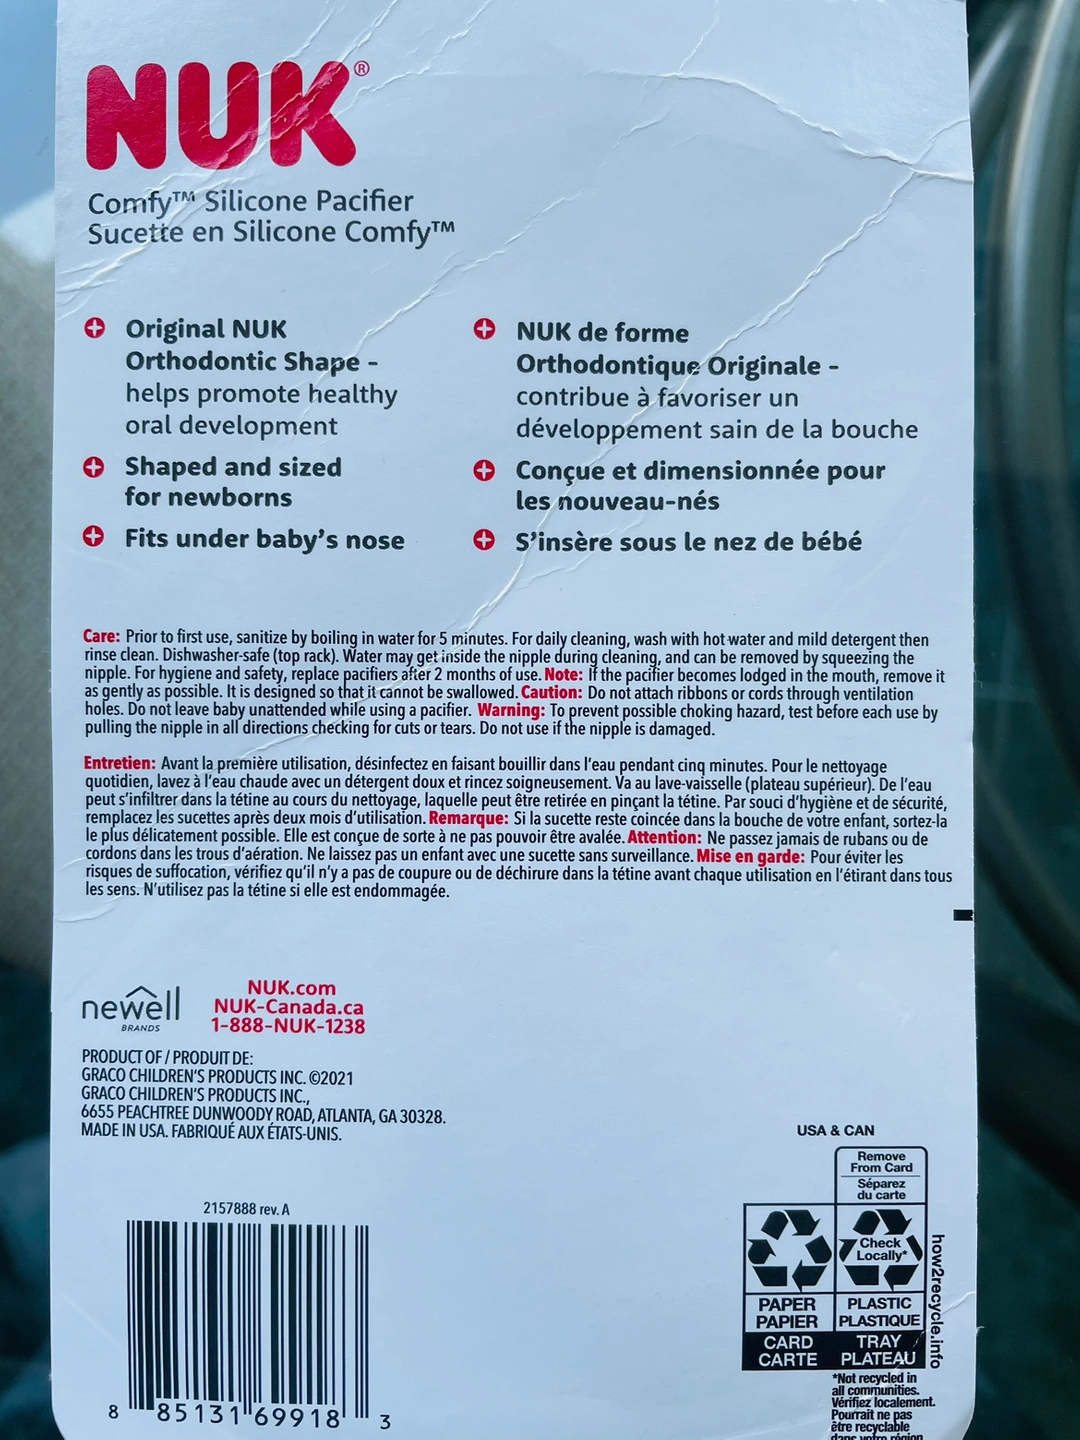 NUK®
Comfy™ Silicone Pacifier
Sucette en Silicone Comfy™
Original NUK
Orthodontic Shape -
helps promote healthy
oral development
Shaped and sized
for newborns
Fits under baby's nose
NUK de forme
Orthodontique Originale -
contribue à favoriser un
développement sain de la bouche
Conçue et dimensionnée pour
les nouveau-nés
S'insère sous le nez de bébé
Care: Prior to first use, sanitize by boiling in water for 5 minutes. For daily cleaning, wash with hot water and mild detergent then
rinse clean. Dishwasher-safe (top rack). Water may get inside the nipple during cleaning, and can be removed by squeezing the
nipple. For hygiene and safety, replace pacifiers after 2 months of use. Note: If the pacifier becomes lodged in the mouth, remove it
as gently as possible. It is designed so that it cannot be swallowed. Caution: Do not attach ribbons or cords through ventilation
holes. Do not leave baby unattended while using a pacifier. Warning: To prevent possible choking hazard, test before each use by
pulling the nipple in all directions checking for cuts or tears. Do not use if the nipple is damaged.
Entretien: Avant la première utilisation, désinfectez en faisant bouillir dans l'eau pendant cinq minutes. Pour le nettoyage
quotidien, lavez à l'eau chaude avec un détergent doux et rincez soigneusement. Va au lave-vaisselle (plateau supérieur). De l'eau
peut s'infiltrer dans la tétine au cours du nettoyage, laquelle peut être retirée en pinçant la tétine. Par souci d'hygiène et de sécurité,
remplacez les sucettes après deux mois d'utilisation. Remarque: Si la sucette reste coincée dans la bouche de votre enfant, sortez-la
le plus délicatement possible. Elle est conçue de sorte à ne pas pouvoir être avalée. Attention: Ne passez jamais de rubans ou de
cordons dans les trous d'aération. Ne laissez pas un enfant avec une sucette sans surveillance. Mise en garde: Pour éviter les
risques de suffocation, vérifiez qu'il n'y a pas de coupure ou de déchirure dans la tétine avant chaque utilisation en l'étirant dans tous
les sens. N'utilisez pas la tétine si elle est endommagée.
newell
BRANDS
NUK.com
NUK-Canada.ca
1-888-NUK-1238
PRODUCT OF / PRODUIT DE:
GRACO CHILDREN'S PRODUCTS INC. ©2021
GRACO CHILDREN'S PRODUCTS INC.,
6655 PEACHTREE DUNWOODY ROAD, ATLANTA, GA 30328.
MADE IN USA. FABRIQUÉ AUX ÉTATS-UNIS.
2157888 rev. A
8 85131 69918 3
USA & CAN
Remove
From Card
Séparez
du carte
Check
Locally*
PAPER
PAPIER
CARD
CARTE
PLASTIC
PLASTIQUE
TRAY
PLATEAU
how2recycle.info
*Not recycled in
all communities.
Vérifiez localement.
Pourrait ne pas
être recyclable
dans votre région